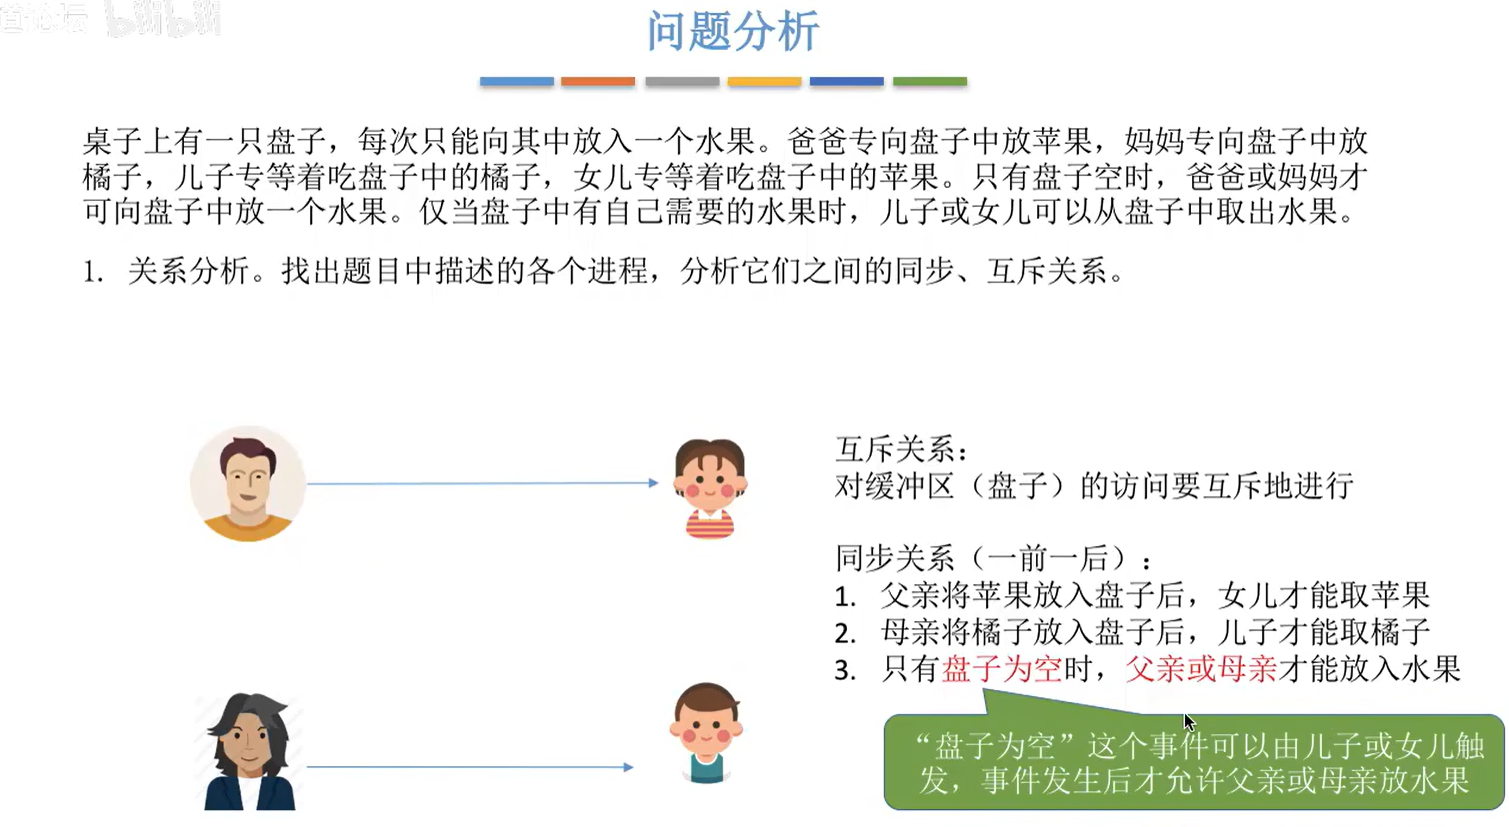 论坛 bilibili
问题分析
桌子上有一只盘子，每次只能向其中放入一个水果。爸爸专向盘子中放苹果，妈妈专向盘子中放
橘子，儿子专等着吃盘子中的橘子，女儿专等着吃盘子中的苹果。只有盘子空时，爸爸或妈妈才
可向盘子中放一个水果。仅当盘子中有自己需要的水果时，儿子或女儿可以从盘子中取出水果。
1. 关系分析。找出题目中描述的各个进程，分析它们之间的同步、互斥关系。
互斥关系：
对缓冲区（盘子）的访问要互斥地进行
同步关系（一前一后）：
1. 父亲将苹果放入盘子后，女儿才能取苹果
2. 母亲将橘子放入盘子后，儿子才能取橘子
3. 只有盘子为空时，父亲或母亲才能放入水果
“盘子为空”这个事件可以由儿子或女儿触
发，事件发生后才允许父亲或母亲放水果